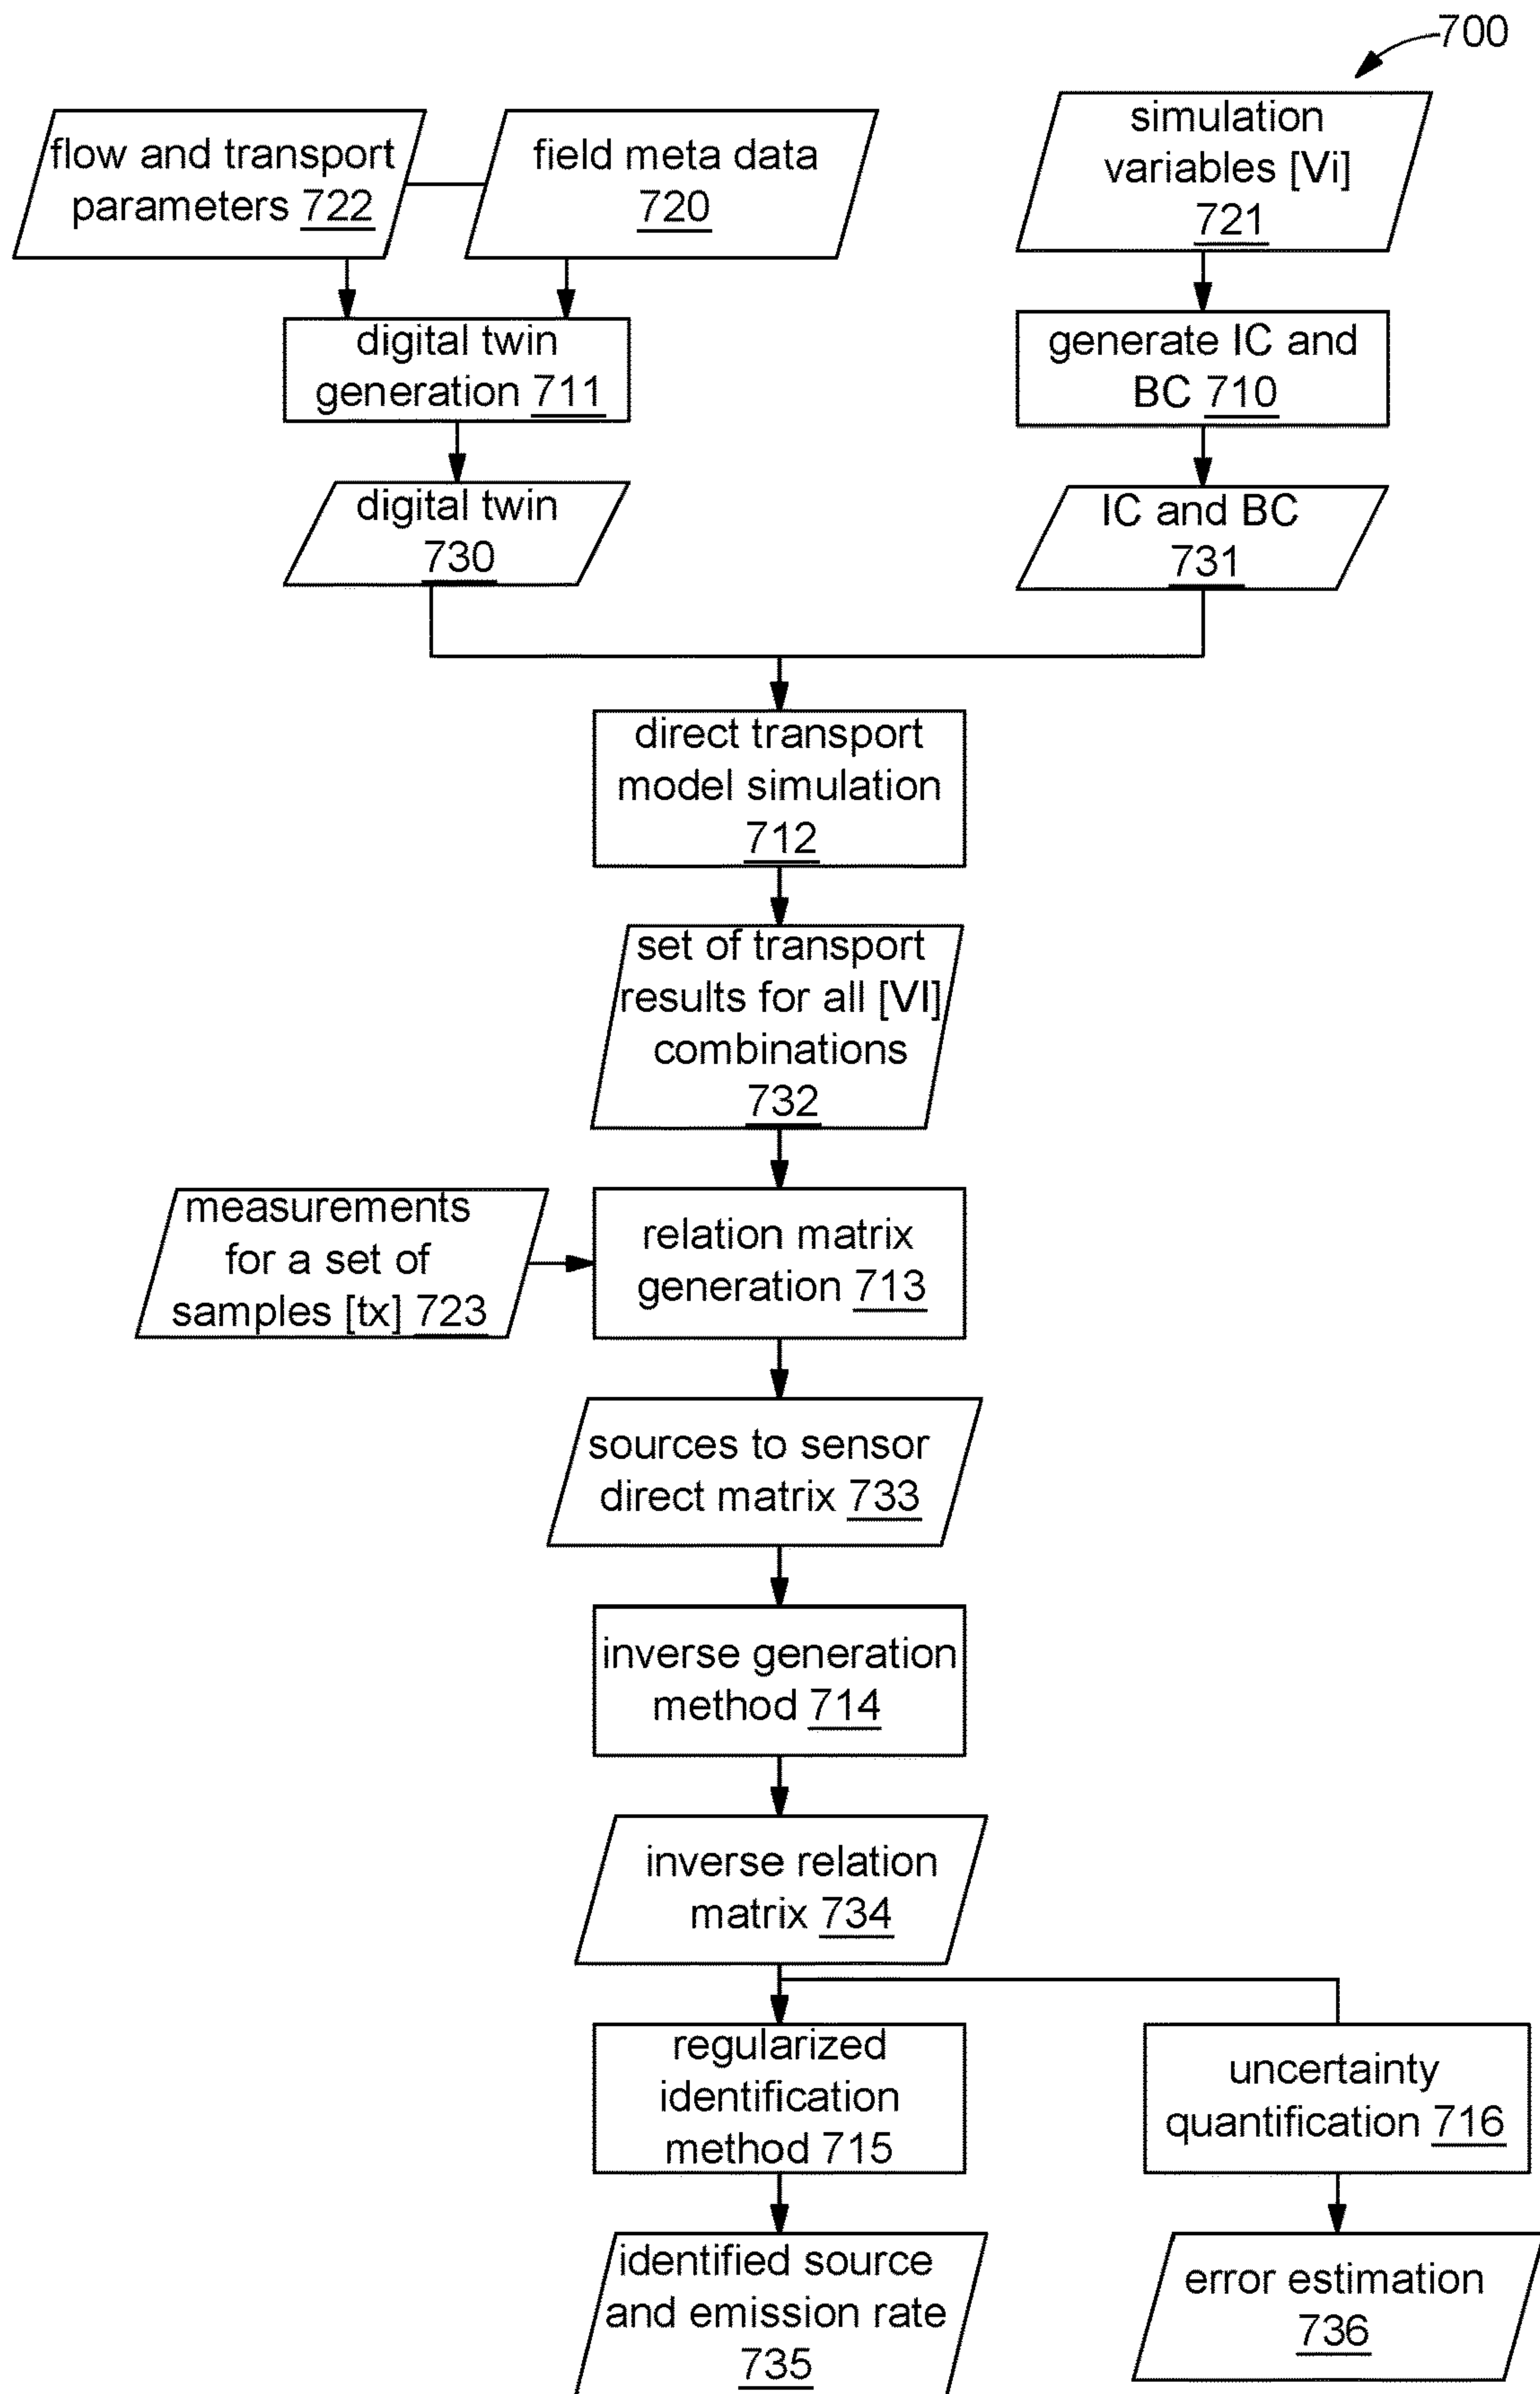 700
flow and transport
parameters 722
field meta data
720
simulation
variables [Vi]
721
digital twin
generation 711
generate IC and
BC 710
digital twin
730
IC and BC
731
direct transport
model simulation
712
set of transport
results for all [VI]
combinations
732
measurements
for a set of
samples [tx] 723
relation matrix
generation 713
sources to sensor
direct matrix 733
inverse generation
method 714
inverse relation
matrix 734
regularized
identification
method 715
uncertainty
quantification 716
identified source
and emission rate
735
error estimation
736